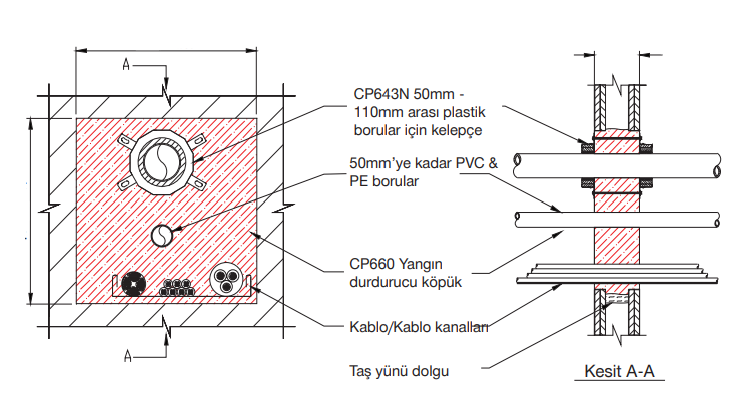 A
CP643N 50mm -
110mm arası plastik
borular için kelepçe
50mm'ye kadar PVC &
PE borular
CP660 Yangın
durdurucu köpük
Kablo/Kablo kanalları
A
Taş yünü dolgu
Kesit A-A